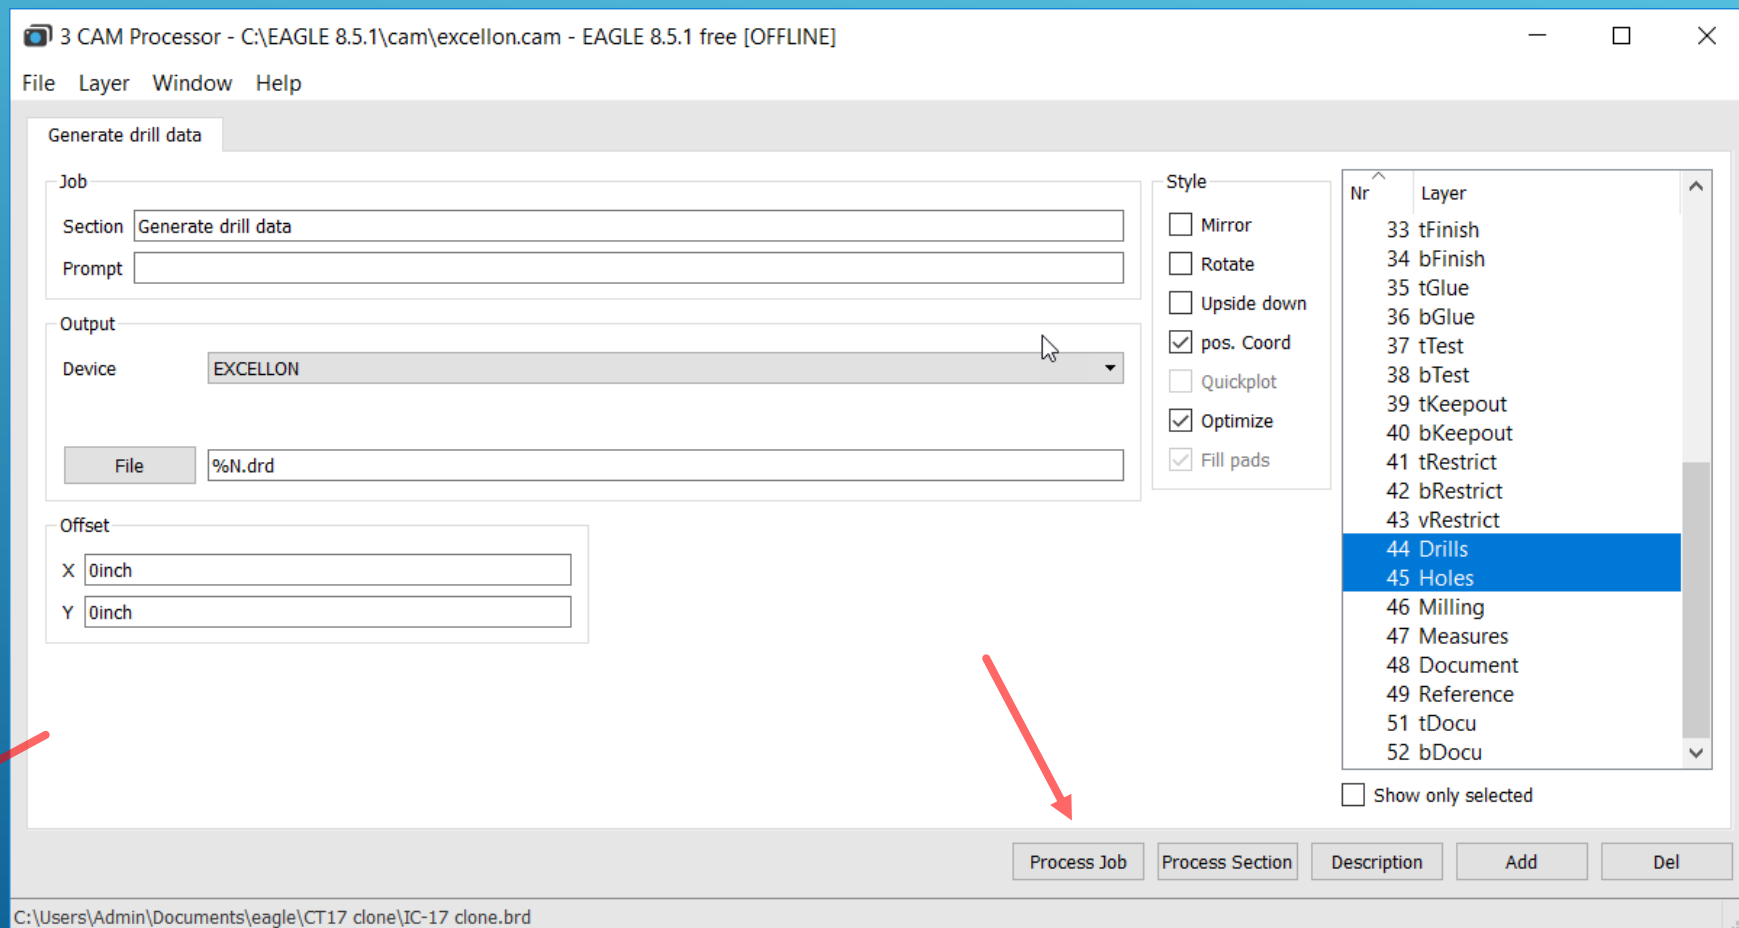 3 CAM Processor - C:\EAGLE 8.5.1\cam\excellon.cam - EAGLE 8.5.1 free [OFFLINE]
File Layer Window Help
Generate drill data
Job
Section Generate drill data
Prompt
Output
Device EXCELLON
File %N.drd
Offset
X 0inch
Y 0inch
Style
Mirror
Rotate
Upside down
pos. Coord
Quickplot
Optimize
Fill pads
Nr Layer
33 tFinish
34 bFinish
35 tGlue
36 bGlue
37 tTest
38 bTest
39 tKeepout
40 bKeepout
41 tRestrict
42 bRestrict
43 vRestrict
44 Drills
45 Holes
46 Milling
47 Measures
48 Document
49 Reference
51 tDocu
52 bDocu
Show only selected
Process Job Process Section Description Add Del
C:\Users\Admin\Documents\eagle\CT17 clone\IC-17 clone.brd